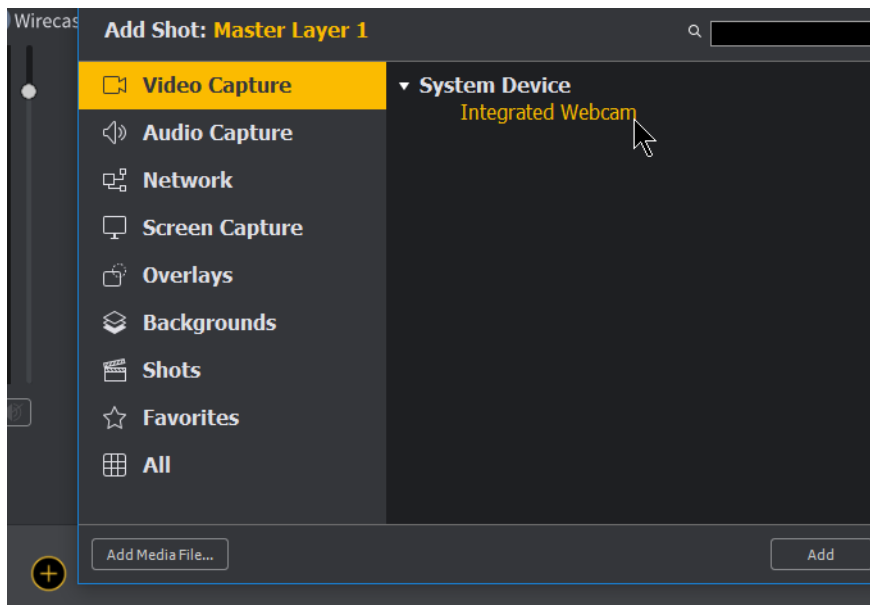 Wirecas
Add Shot: Master Layer 1
Video Capture
Audio Capture
Network
Screen Capture
Overlays
Backgrounds
Shots
Favorites
All
System Device
Integrated Webcam
Add Media File...
Add